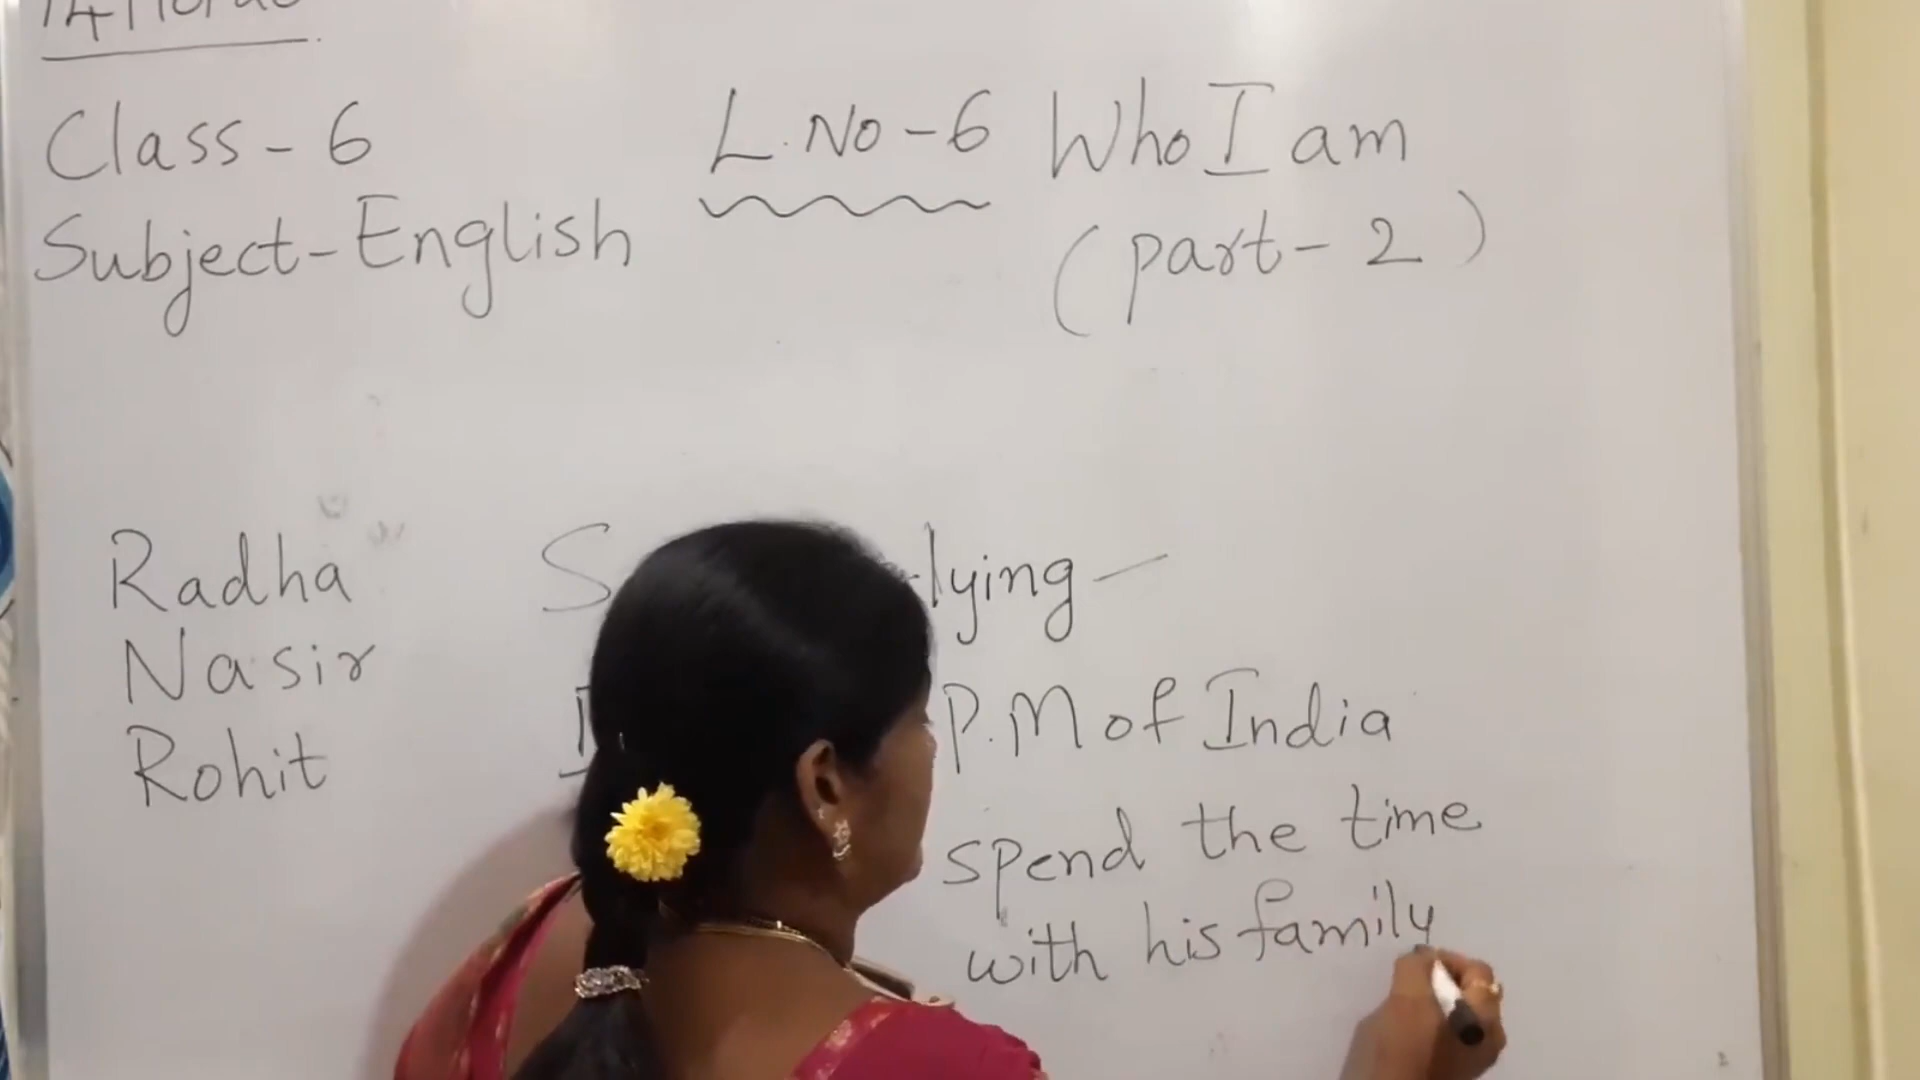 Class - 6
Subject - English
L. No - 6 Who I am
(part - 2)
Radha
Nasir
Rohit
P.M of India
spend the time
with his family